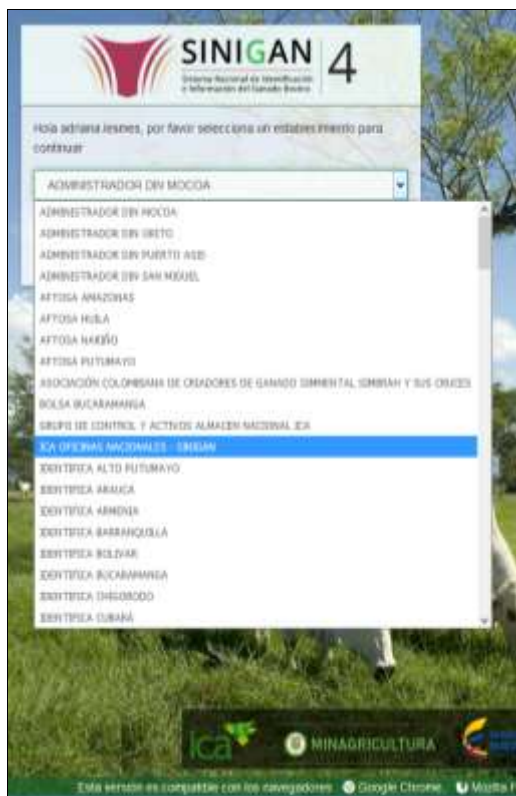 SINIGAN 4
Sistema Nacional de Identificación
e Información del Ganado Bovino
Hola adriana lesmes, por favor selecciona un establecimiento para
continuar
ADMINISTRADOR DIN MOCOA
ADMINISTRADOR DIN MOCOA
ADMINISTRADOR DIN ORITO
ADMINISTRADOR DIN PUERTO ASIS
ADMINISTRADOR DIN SAN MIGUEL
AFTOSA AMAZONAS
AFTOSA HUILA
AFTOSA NARIÑO
AFTOSA PUTUMAYO
ASOCIACIÓN COLOMBIANA DE CRIADORES DE GANADO SIMMENTAL SIMBRAH Y SUS CRUCES
BOLSA BUCARAMANGA
GRUPO DE CONTROL Y ACTIVOS ALMACEN NACIONAL ICA
ICA OFICINAS NACIONALES - SINIGAN
IDENTIFICA ALTO PUTUMAYO
IDENTIFICA ARAUCA
IDENTIFICA ARMENIA
IDENTIFICA BARRANQUILLA
IDENTIFICA BOLIVAR
IDENTIFICA BUCARAMANGA
IDENTIFICA CHIGORODO
IDENTIFICA CUBARÁ
ica MINAGRICULTURA
Esta versión es compatible con los navegadores Google Chrome Mozilla